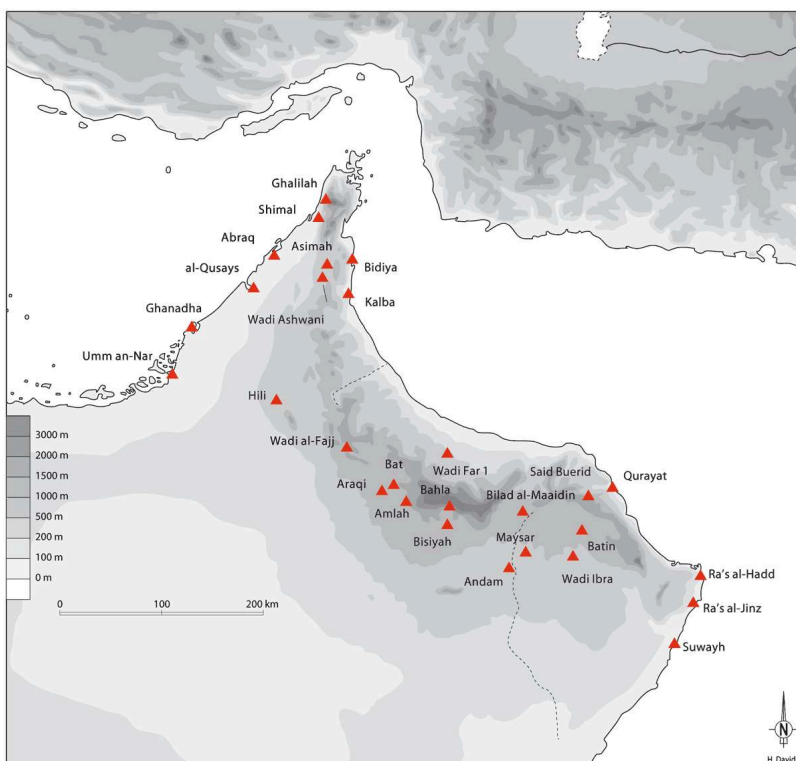 Ghalilah
Shimal
Abraq
Asimah
al-Qusays
Bidiya
Ghanadha
Kalba
Wadi Ashwani
Umm an-Nar
Hili
Wadi al-Fajj
3000 m
2000 m
1500 m
1000 m
500 m
200 m
100 m
0 m
Bat
Wadi Far 1
Said Buerid
Qurayat
Araqi
Bahla
Bilad al-Maaidin
Amlah
Bisiyah
Maysar
Batin
Andam
Wadi Ibra
Ra's al-Hadd
Ra's al-Jinz
Suwayh
0 100 200 km
N
H. David